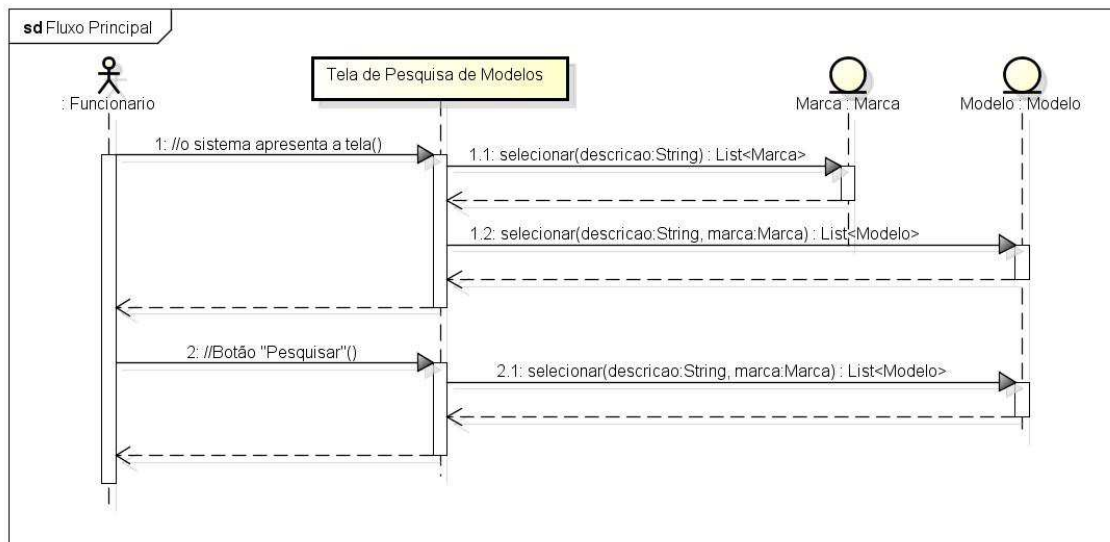 sd Fluxo Principal
: Funcionario
Tela de Pesquisa de Modelos
Marca : Marca
Modelo : Modelo
1: //o sistema apresenta a tela()
1.1: selecionar(descricao:String) : List<Marca>
1.2: selecionar(descricao:String, marca:Marca) : List<Modelo>
2: //Botão "Pesquisar"()
2.1: selecionar(descricao:String, marca:Marca) : List<Modelo>